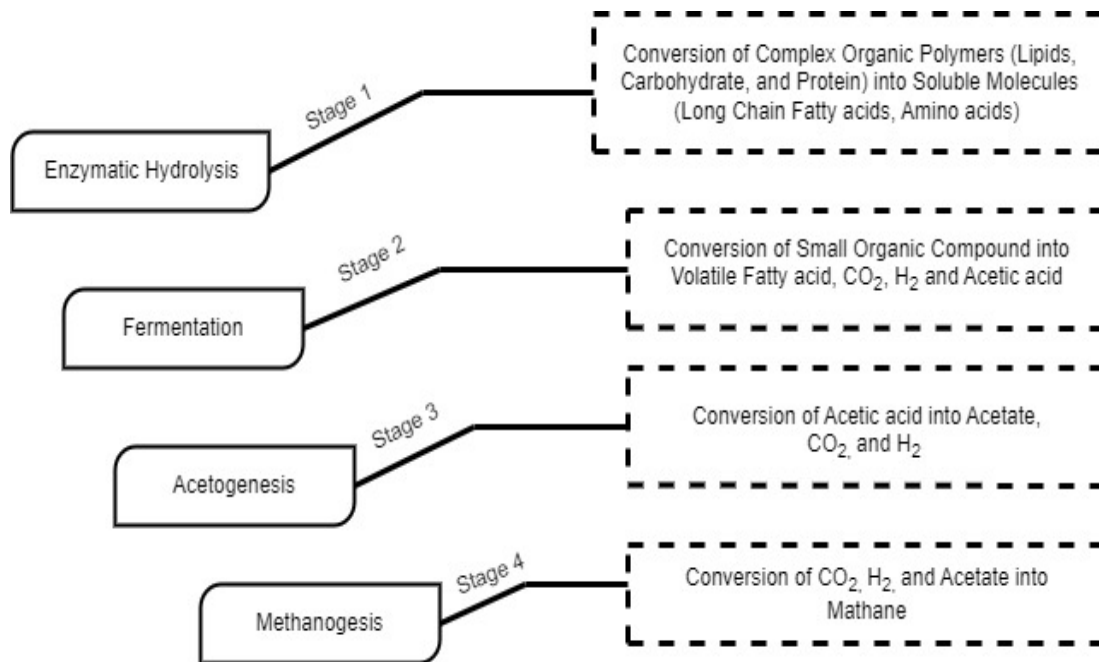 Conversion of Complex Organic Polymers (Lipids,
Carbohydrate, and Protein) into Soluble Molecules
(Long Chain Fatty acids, Amino acids)
Stage 1
Enzymatic Hydrolysis
Conversion of Small Organic Compound into
Volatile Fatty acid, CO₂, H₂ and Acetic acid
Stage 2
Fermentation
Conversion of Acetic acid into Acetate,
CO₂, and H₂
Stage 3
Acetogenesis
Conversion of CO₂, H₂, and Acetate into
Mathane
Stage 4
Methanogesis